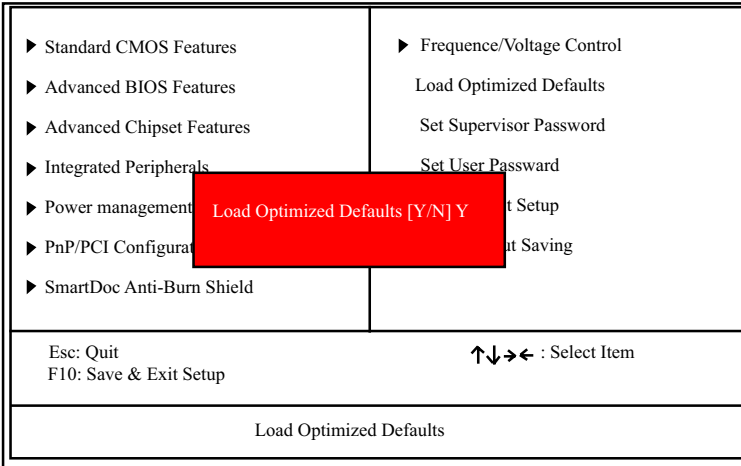 Standard CMOS Features
Advanced BIOS Features
Advanced Chipset Features
Integrated Peripherals
Power management
PnP/PCI
SmartDoc Anti-Burn Shield
Frequence/Voltage Control
Load Optimized Defaults
Set Supervisor Password
Set User Passward
Setup
Saving
Load Optimized Defaults [Y/N] Y
Esc: Quit
F10: Save & Exit Setup
↑↓→← : Select Item
Load Optimized Defaults